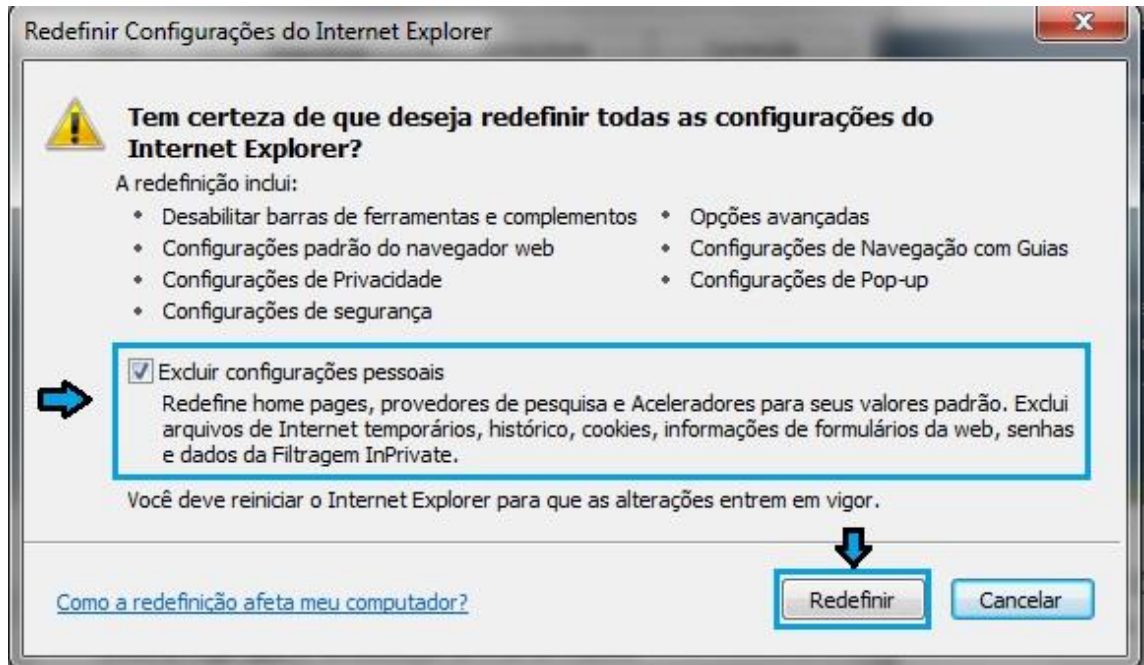 Redefinir Configurações do Internet Explorer
Tem certeza de que deseja redefinir todas as configurações do
Internet Explorer?
A redefinição inclui:
• Desabilitar barras de ferramentas e complementos
• Configurações padrão do navegador web
• Configurações de Privacidade
• Configurações de segurança
• Opções avançadas
• Configurações de Navegação com Guias
• Configurações de Pop-up
Excluir configurações pessoais
Redefine home pages, provedores de pesquisa e Aceleradores para seus valores padrão. Exclui
arquivos de Internet temporários, histórico, cookies, informações de formulários da web, senhas
e dados da Filtragem InPrivate.
Você deve reiniciar o Internet Explorer para que as alterações entrem em vigor.
Como a redefinição afeta meu computador?
Redefinir
Cancelar